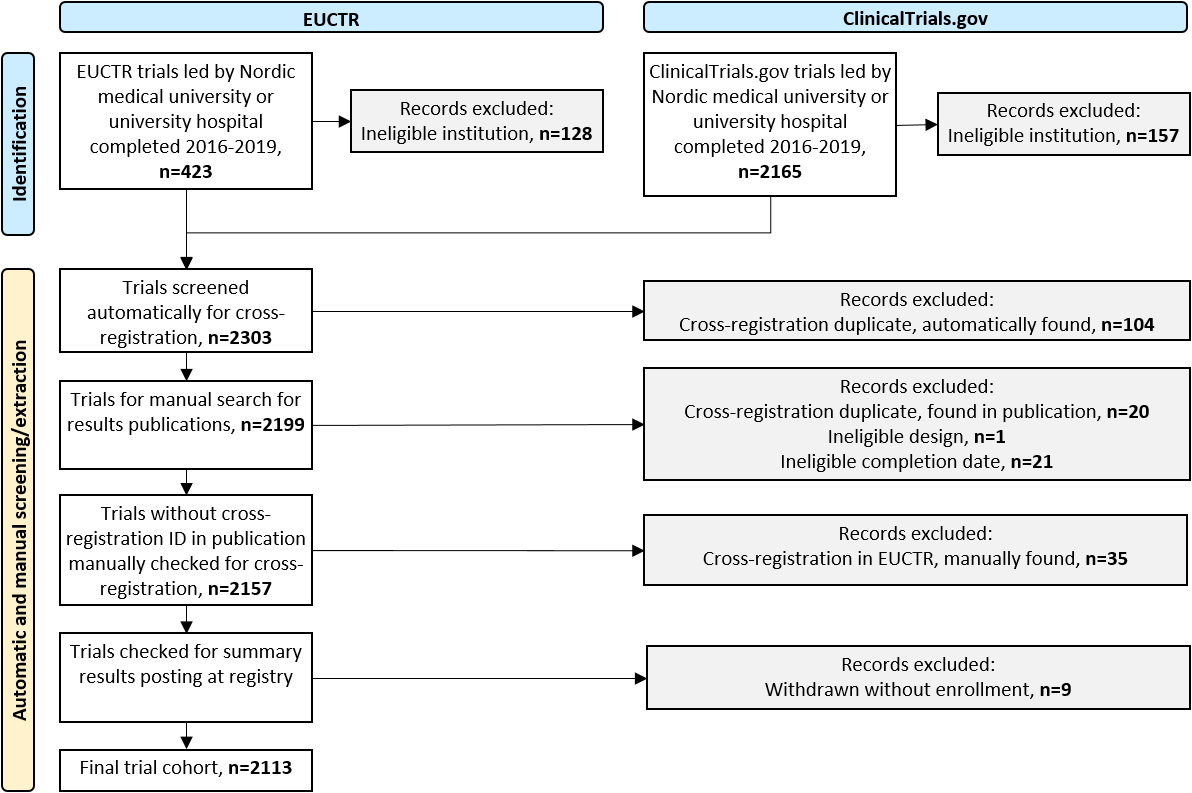 EUCTR
ClinicalTrials.gov
Identification
EUCTR trials led by Nordic
medical university or
university hospital
completed 2016-2019,
n=423
Records excluded:
Ineligible institution, n=128
ClinicalTrials.gov trials led by
Nordic medical university or
university hospital
completed 2016-2019,
n=2165
Records excluded:
Ineligible institution, n=157
Automatic and manual screening/extraction
Trials screened
automatically for cross-
registration, n=2303
Records excluded:
Cross-registration duplicate, automatically found, n=104
Trials for manual search for
results publications, n=2199
Records excluded:
Cross-registration duplicate, found in publication, n=20
Ineligible design, n=1
Ineligible completion date, n=21
Trials without cross-
registration ID in publication
manually checked for cross-
registration, n=2157
Records excluded:
Cross-registration in EUCTR, manually found, n=35
Trials checked for summary
results posting at registry
Records excluded:
Withdrawn without enrollment, n=9
Final trial cohort, n=2113